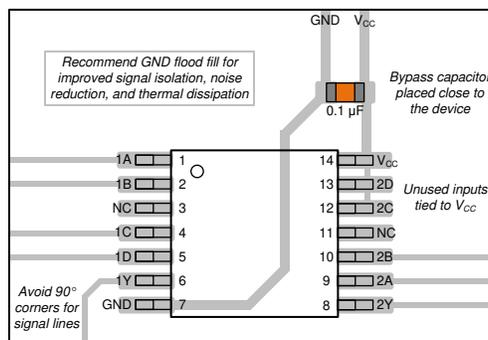 GND V_CC
Recommend GND flood fill for
improved signal isolation, noise
reduction, and thermal dissipation
Bypass capacitor
placed close to
the device
0.1 µF
1A 1 14 V_CC
1B 2 13 2D
NC 3 12 2C
1C 4 11 NC
1D 5 10 2B
1Y 6 9 2A
GND 7 8 2Y
Unused inputs
tied to V_CC
Avoid 90°
corners for
signal lines